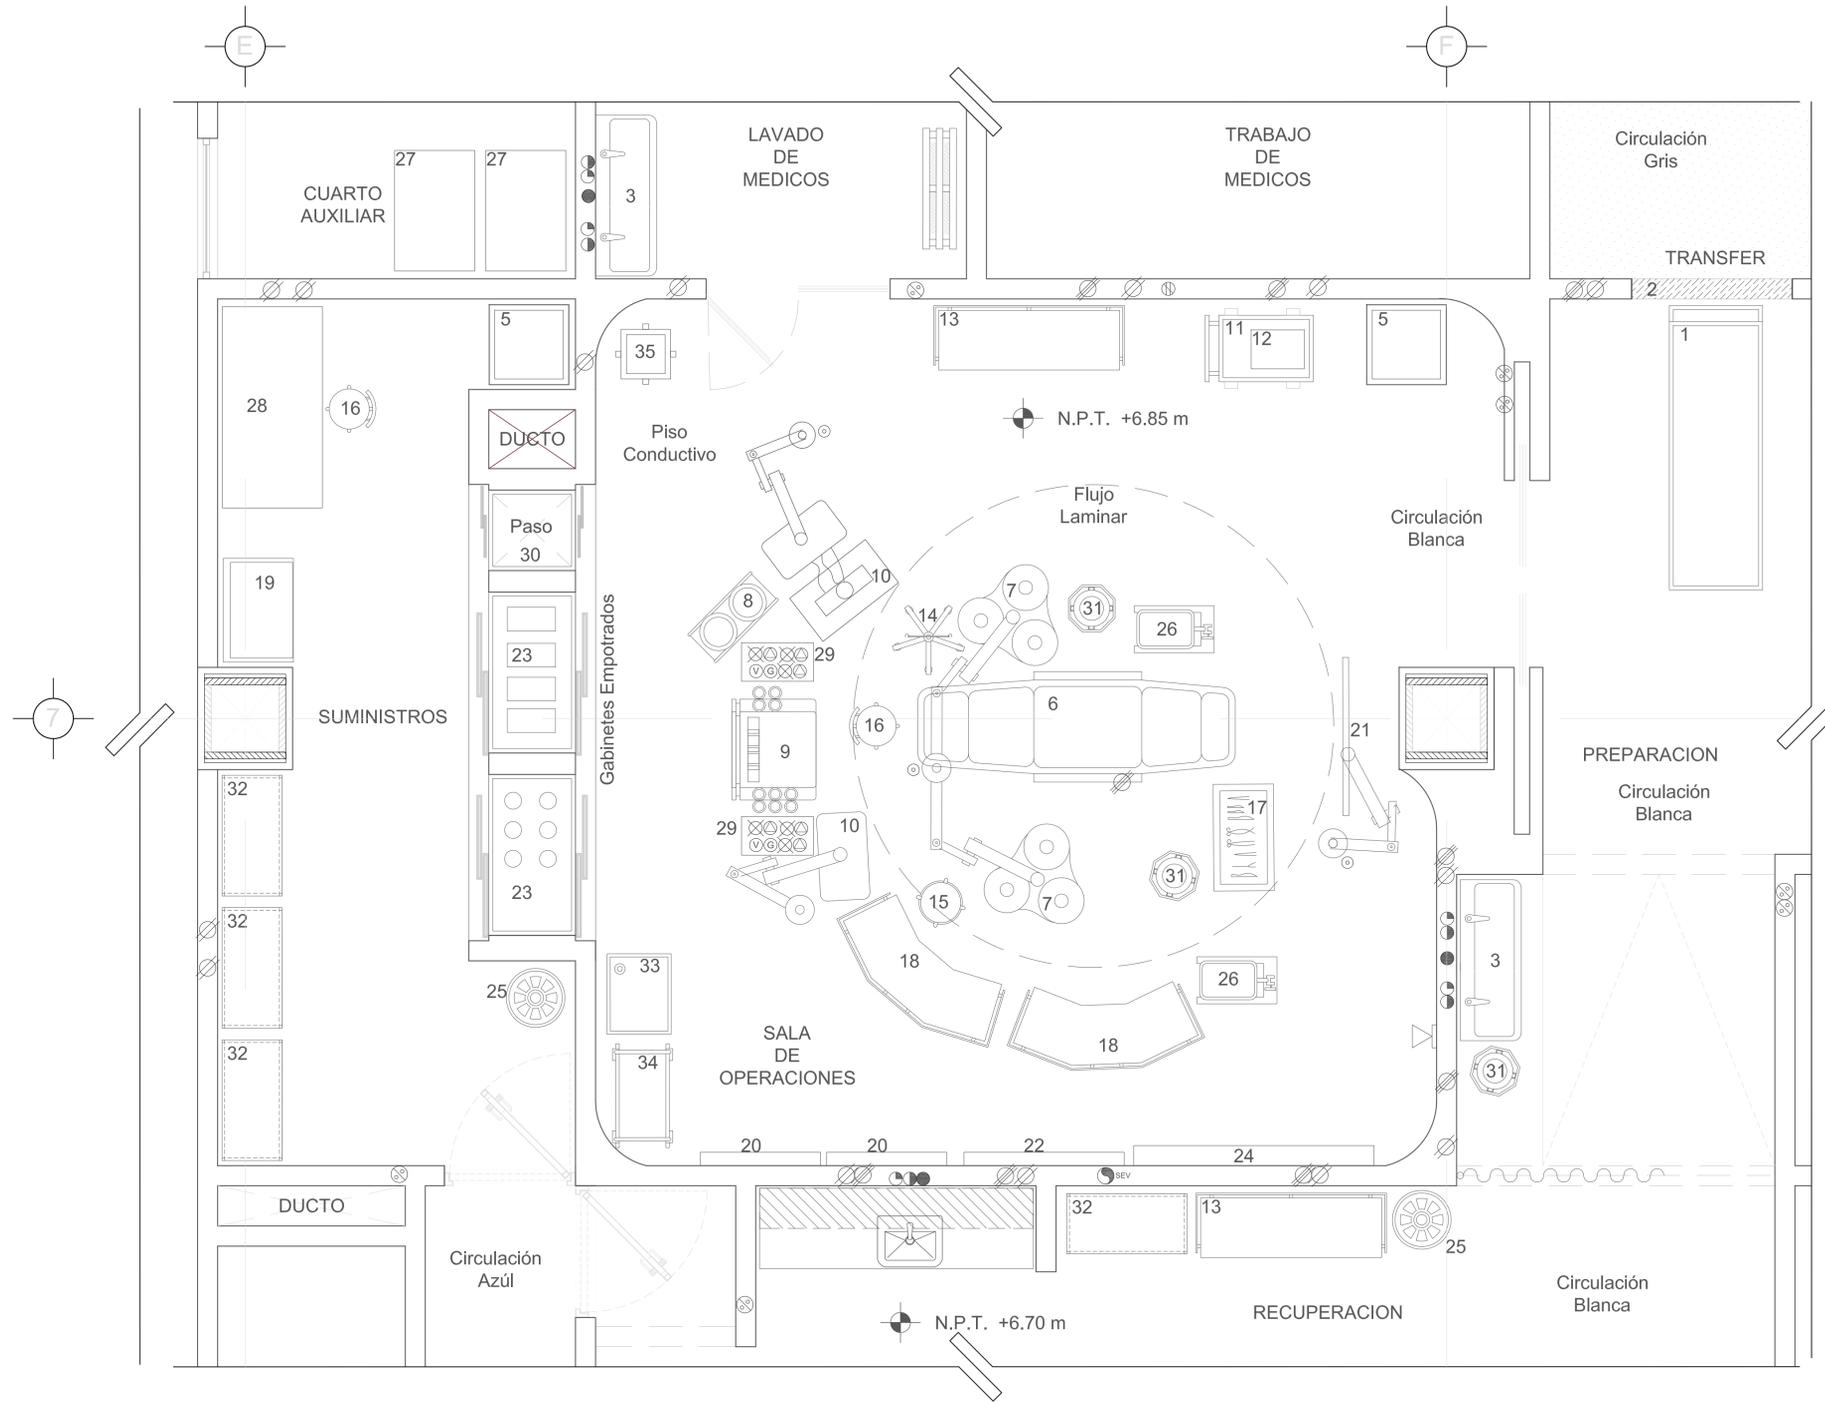 E
F
LAVADO
DE
MEDICOS
TRABAJO
DE
MEDICOS
Circulación
Gris
27
27
CUARTO
AUXILIAR
3
TRANSFER
2
5
13
11
12
5
1
35
28
16
DUCTO
Piso
Conductivo
N.P.T. +6.85 m
Flujo
Laminar
Circulación
Blanca
Paso
30
19
10
7
8
14
31
26
23
29
Gabinetes Empotrados
6
7
SUMINISTROS
16
21
9
PREPARACION
Circulación
Blanca
32
17
29
10
V G
V G
23
31
15
7
32
18
3
33
25
26
SALA
DE
OPERACIONES
18
32
34
31
20
20
22
24
SEV
DUCTO
32
13
25
Circulación
Azúl
Circulación
Blanca
RECUPERACION
N.P.T. +6.70 m